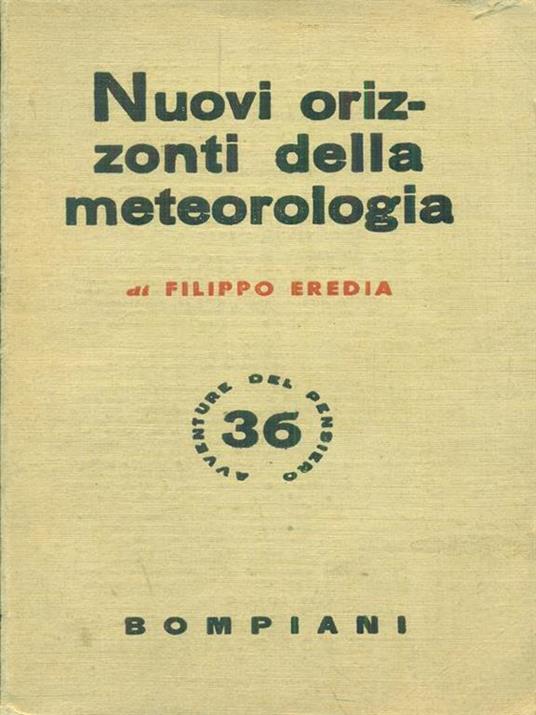 Nuovi oriz-
zonti della
meteorologia
di FILIPPO EREDIA
AVVENTURE DEL PENSIERO
36
BOMPIANI